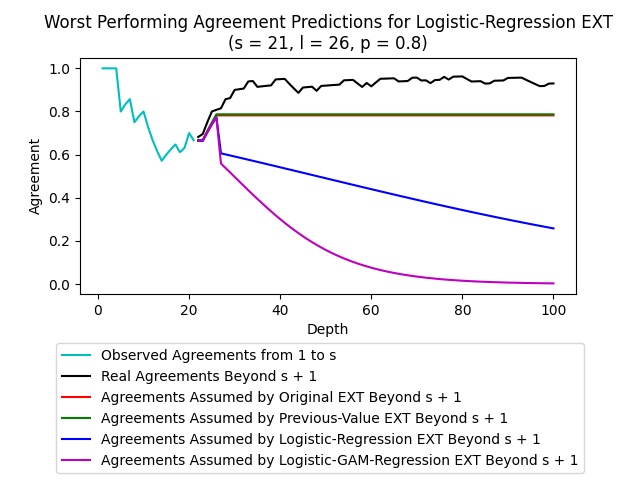 Worst Performing Agreement Predictions for Logistic-Regression EXT
(s = 21, l = 26, p = 0.8)
1.0
0.8
0.6
0.4
0.2
0.0
Agreement
0 20 40 60 80 100
Depth
Observed Agreements from 1 to s
Real Agreements Beyond s + 1
Agreements Assumed by Original EXT Beyond s + 1
Agreements Assumed by Previous-Value EXT Beyond s + 1
Agreements Assumed by Logistic-Regression EXT Beyond s + 1
Agreements Assumed by Logistic-GAM-Regression EXT Beyond s + 1